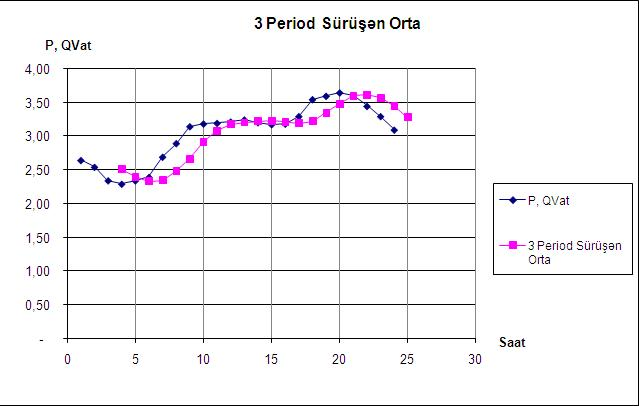 3 Period Sürüşən Orta
P, QVat
4,00
3,50
3,00
2,50
2,00
1,50
1,00
0,50
-
0 5 10 15 20 25 30
Saat
P, QVat
3 Period Sürüşən
Orta